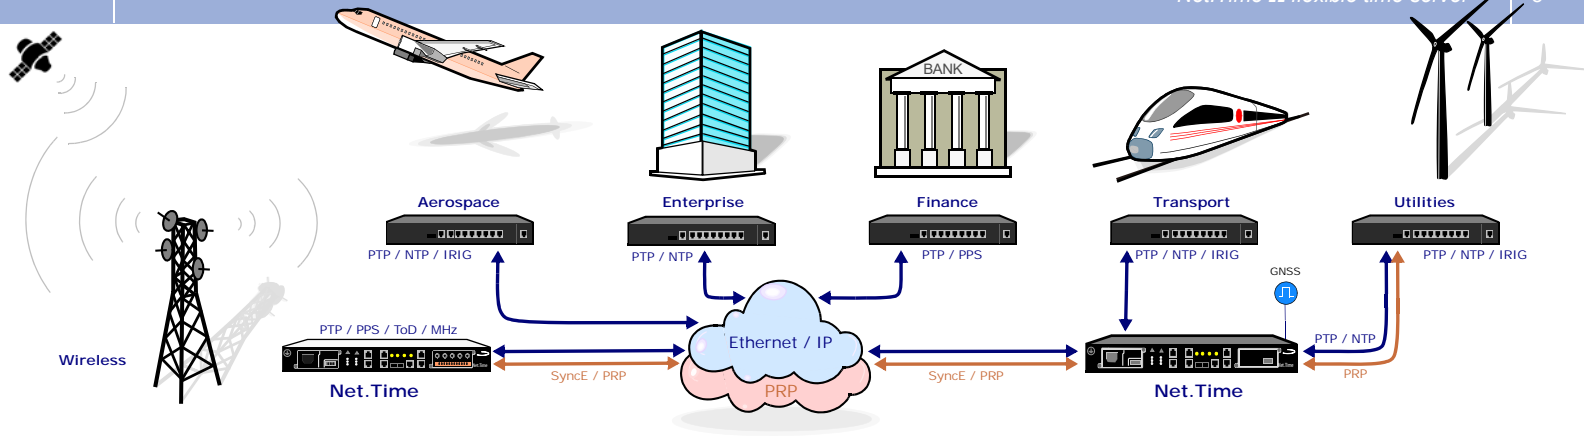 BANK
Aerospace
Enterprise
Finance
Transport
Utilities
PTP / NTP / IRIG
PTP / NTP
PTP / PPS
PTP / NTP / IRIG
PTP / NTP / IRIG
GNSS
PTP / PPS / ToD / MHz
Ethernet / IP
PTP / NTP
Wireless
SyncE / PRP
SyncE / PRP
PRP
PRP
Net.Time
Net.Time